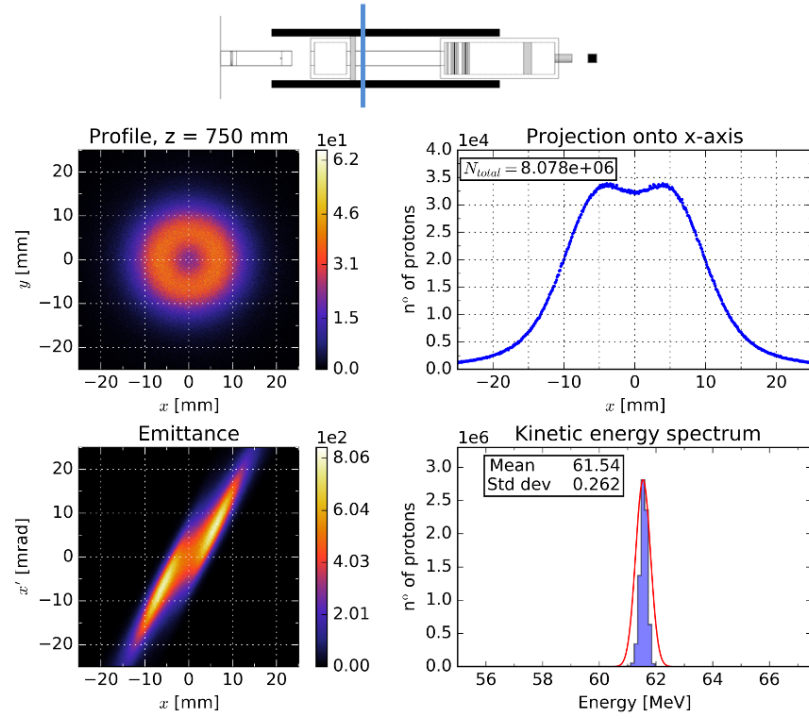 Profile, z = 750 mm
1e1
20
10
0
−10
−20
y [mm]
−20 −10 0 10 20
x [mm]
6.2
4.6
3.1
1.5
0.0
Projection onto x-axis
1e4
N_total = 8.078e+06
4.0
3.5
3.0
2.5
2.0
1.5
1.0
0.5
0.0
nº of protons
−20 −10 0 10 20
x [mm]
Emittance
1e2
20
10
0
−10
−20
x′ [mrad]
−20 −10 0 10 20
x [mm]
8.06
6.04
4.03
2.01
0.00
Kinetic energy spectrum
1e6
Mean 61.54
Std dev 0.262
3.0
2.5
2.0
1.5
1.0
0.5
0.0
nº of protons
56 58 60 62 64 66
Energy [MeV]